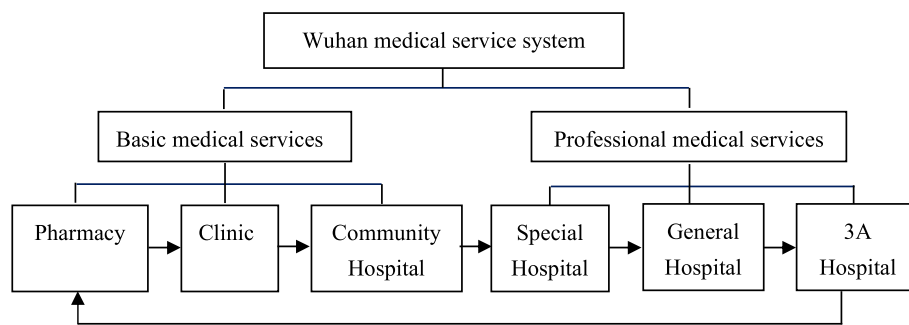 Wuhan medical service system
Basic medical services
Professional medical services
Pharmacy
Clinic
Community
Hospital
Special
Hospital
General
Hospital
3A
Hospital